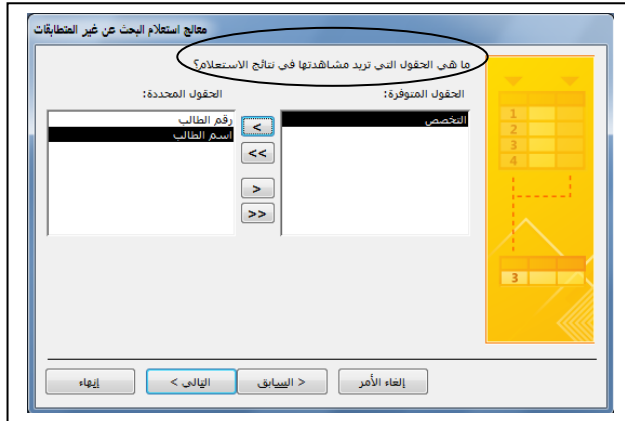 معالج استعلام البحث عن غير المتطابقات
ما هي الحقول التي تريد مشاهدتها في نتائج الاستعلام؟
الحقول المتوفرة:
الحقول المحددة:
التخصص
رقم الطالب
اسم الطالب
>
>>
<
<<
1
2
3
4
3
إلغاء الأمر
< السابق
التالي >
إنهاء